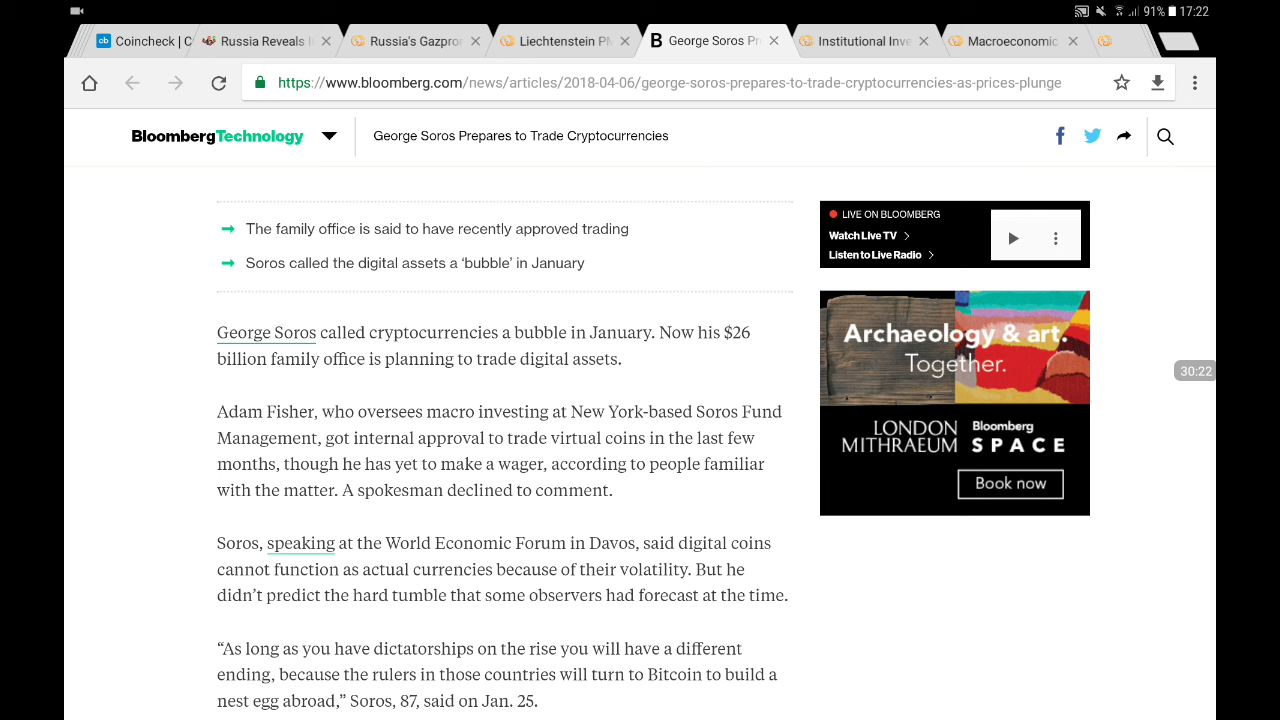 91% 17:22
Coincheck | C
Russia Reveals I
Russia's Gazpro
Liechtenstein P
B George Soros Pr
Institutional Inve
Macroeconomic
https://www.bloomberg.com/news/articles/2018-04-06/george-soros-prepares-to-trade-cryptocurrencies-as-prices-plunge
BloombergTechnology
George Soros Prepares to Trade Cryptocurrencies
The family office is said to have recently approved trading
Soros called the digital assets a ‘bubble’ in January
George Soros called cryptocurrencies a bubble in January. Now his $26
billion family office is planning to trade digital assets.
Adam Fisher, who oversees macro investing at New York-based Soros Fund
Management, got internal approval to trade virtual coins in the last few
months, though he has yet to make a wager, according to people familiar
with the matter. A spokesman declined to comment.
Soros, speaking at the World Economic Forum in Davos, said digital coins
cannot function as actual currencies because of their volatility. But he
didn’t predict the hard tumble that some observers had forecast at the time.
“As long as you have dictatorships on the rise you will have a different
ending, because the rulers in those countries will turn to Bitcoin to build a
nest egg abroad,” Soros, 87, said on Jan. 25.
LIVE ON BLOOMBERG
Watch Live TV
Listen to Live Radio
Archaeology & art.
Together.
LONDON
MITHRAEUM
Bloomberg
SPACE
Book now
30:22